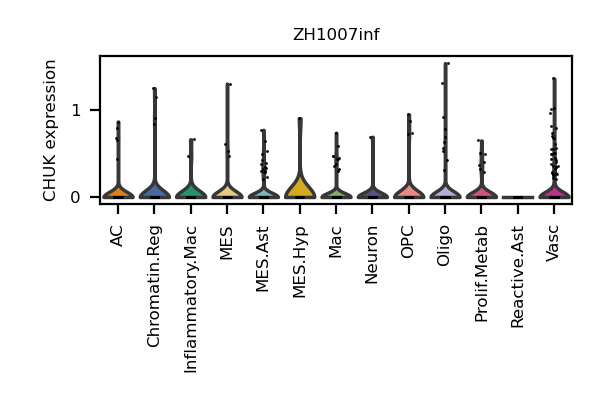 ZH1007inf
CHUK expression
1
0
AC
Chromatin.Reg
Inflammatory.Mac
MES
MES.Ast
MES.Hyp
Mac
Neuron
OPC
Oligo
Prolif.Metab
Reactive.Ast
Vasc